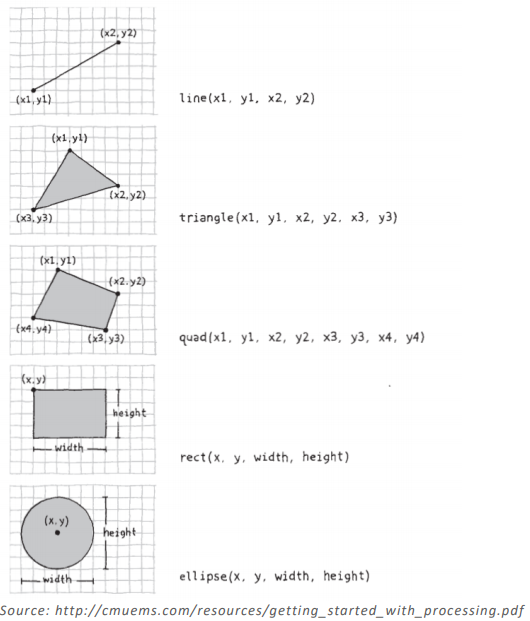 (x2, y2)
(x1, y1)
line(x1, y1, x2, y2)
(x1, y1)
(x2, y2)
(x3, y3)
triangle(x1, y1, x2, y2, x3, y3)
(x1, y1)
(x2, y2)
(x4, y4)
(x3, y3)
quad(x1, y1, x2, y2, x3, y3, x4, y4)
(x, y)
height
width
rect(x, y, width, height)
(x, y)
height
width
ellipse(x, y, width, height)
Source: http://cmuems.com/resources/getting_started_with_processing.pdf